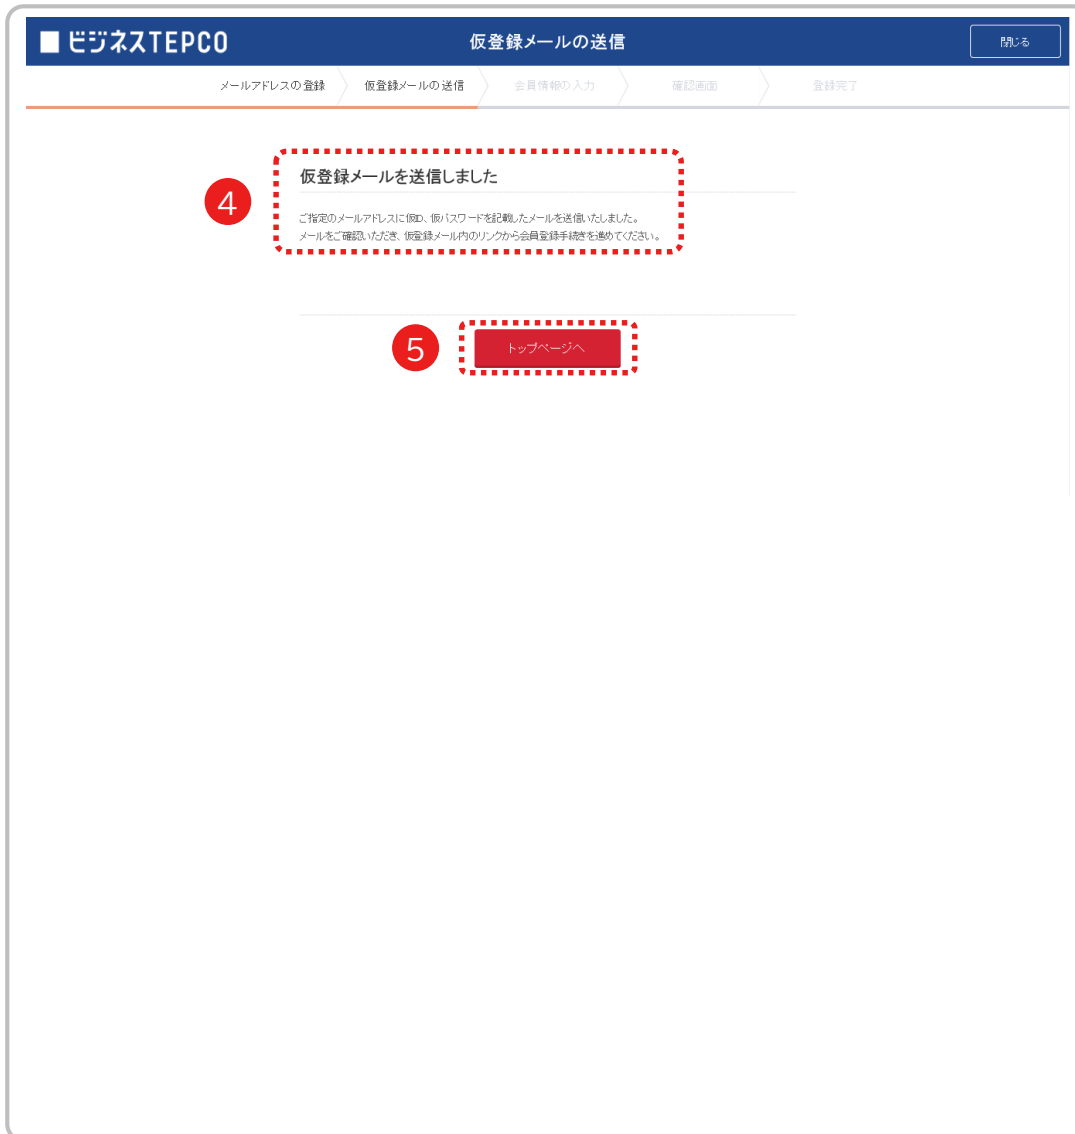 ビジネスTEPCO
仮登録メールの送信
閉じる
メールアドレスの登録
仮登録メールの送信
会員情報の入力
確認画面
登録完了
4
仮登録メールを送信しました
ご指定のメールアドレスに仮ID、仮パスワードを記載したメールを送信いたしました。
メールをご確認いただき、仮登録メール内のリンクから会員登録手続きを進めてください。
5
トップページへ